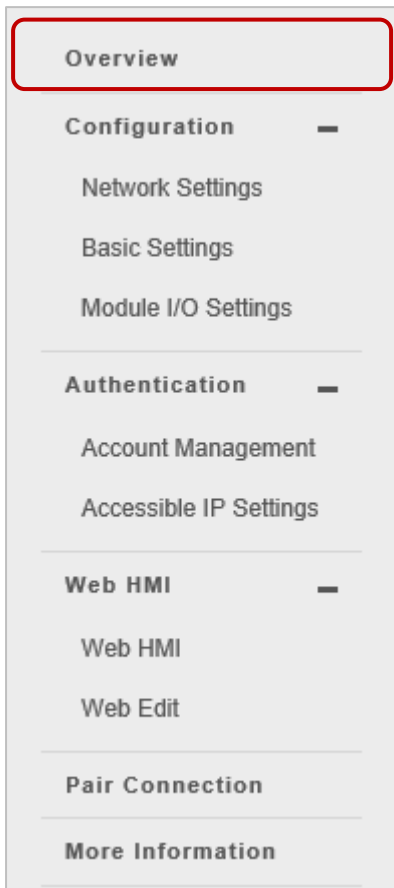 Overview
Configuration
Network Settings
Basic Settings
Module I/O Settings
Authentication
Account Management
Accessible IP Settings
Web HMI
Web HMI
Web Edit
Pair Connection
More Information